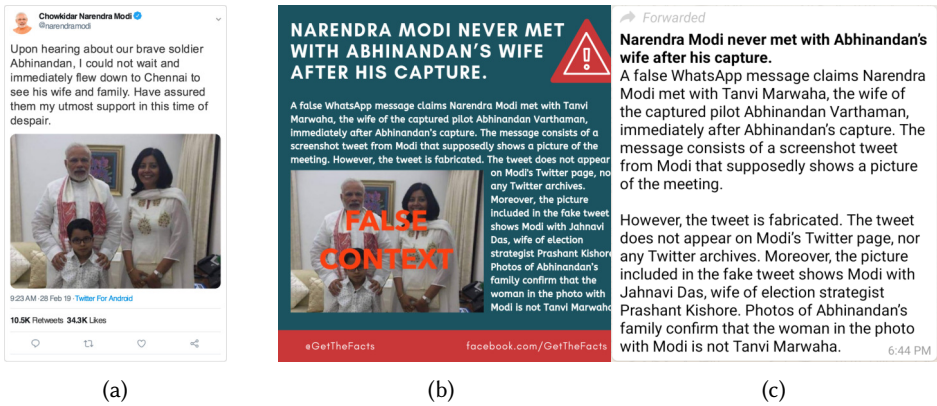 Chowkidar Narendra Modi
@narendramodi
Upon hearing about our brave soldier
Abhinandan, I could not wait and
immediately flew down to Chennai to
see his wife and family. Have assured
them my utmost support in this time of
despair.
9:23 AM · 28 Feb 19 · Twitter For Android
10.5K Retweets 34.3K Likes
(a)
NARENDRA MODI NEVER MET
WITH ABHINANDAN'S WIFE
AFTER HIS CAPTURE.
A false WhatsApp message claims Narendra Modi met with Tanvi
Marwaha, the wife of the captured pilot Abhinandan Varthaman,
immediately after Abhinandan's capture. The message consists of a
screenshot tweet from Modi that supposedly shows a picture of the
meeting. However, the tweet is fabricated. The tweet does not appear
on Modi's Twitter page, no
any Twitter archives.
Moreover, the picture
included in the fake tweet
shows Modi with Jahnavi
Das, wife of election
strategist Prashant Kishore
Photos of Abhinandan's
family confirm that the
woman in the photo with
Modi is not Tanvi Marwaha
FALSE
CONTEXT
@GetTheFacts
facebook.com/GetTheFacts
(b)
Forwarded
Narendra Modi never met with Abhinandan's
wife after his capture.
A false WhatsApp message claims Narendra
Modi met with Tanvi Marwaha, the wife of
the captured pilot Abhinandan Varthaman,
immediately after Abhinandan's capture. The
message consists of a screenshot tweet
from Modi that supposedly shows a picture
of the meeting.
However, the tweet is fabricated. The tweet
does not appear on Modi's Twitter page, nor
any Twitter archives. Moreover, the picture
included in the fake tweet shows Modi with
Jahnavi Das, wife of election strategist
Prashant Kishore. Photos of Abhinandan's
family confirm that the woman in the photo
with Modi is not Tanvi Marwaha.
6:44 PM
(c)